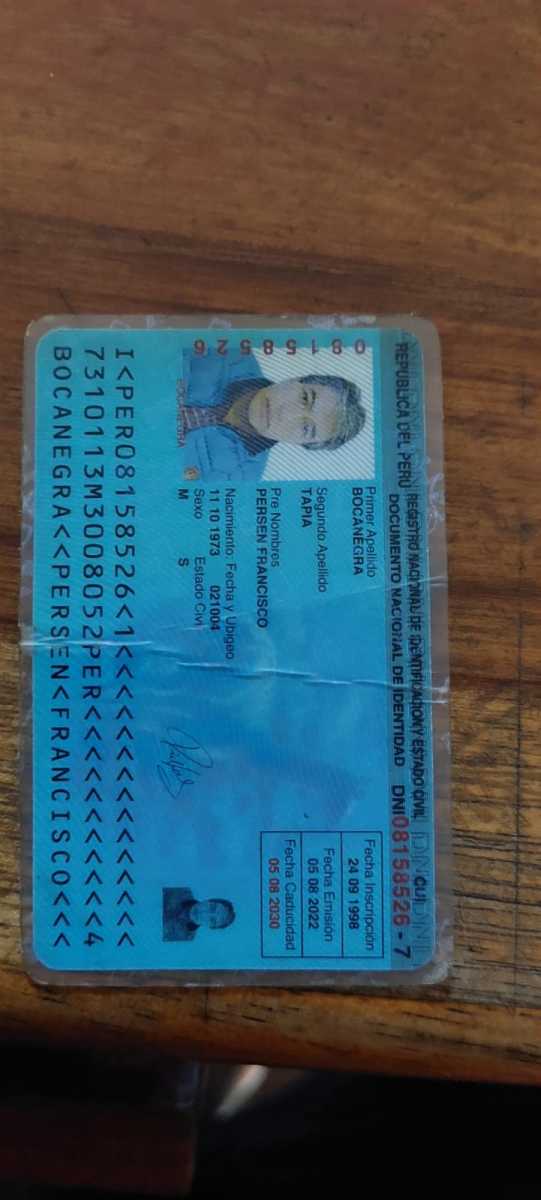 REPUBLICA DEL PERU REGISTRO NACIONAL DE IDENTIFICACION Y ESTADO CIVIL
DOCUMENTO NACIONAL DE IDENTIDAD DNI 08158526 - 7
CUI
08158526
Primer Apellido
BOCANEGRA
Segundo Apellido
TAPIA
Pre Nombres
PERSEN FRANCISCO
Nacimiento: Fecha y Ubigeo
11 10 1973 021004
Sexo Estado Civil
M S
Fecha Inscripción
24 09 1998
Fecha Emisión
05 08 2022
Fecha Caducidad
05 08 2030
BOCANEGRA
I<PER08158526<1<<<<<<<<<<<<<<<
7310113M3008052PER<<<<<<<<<<<4
BOCANEGRA<<PERSEN<FRANCISCO<<<